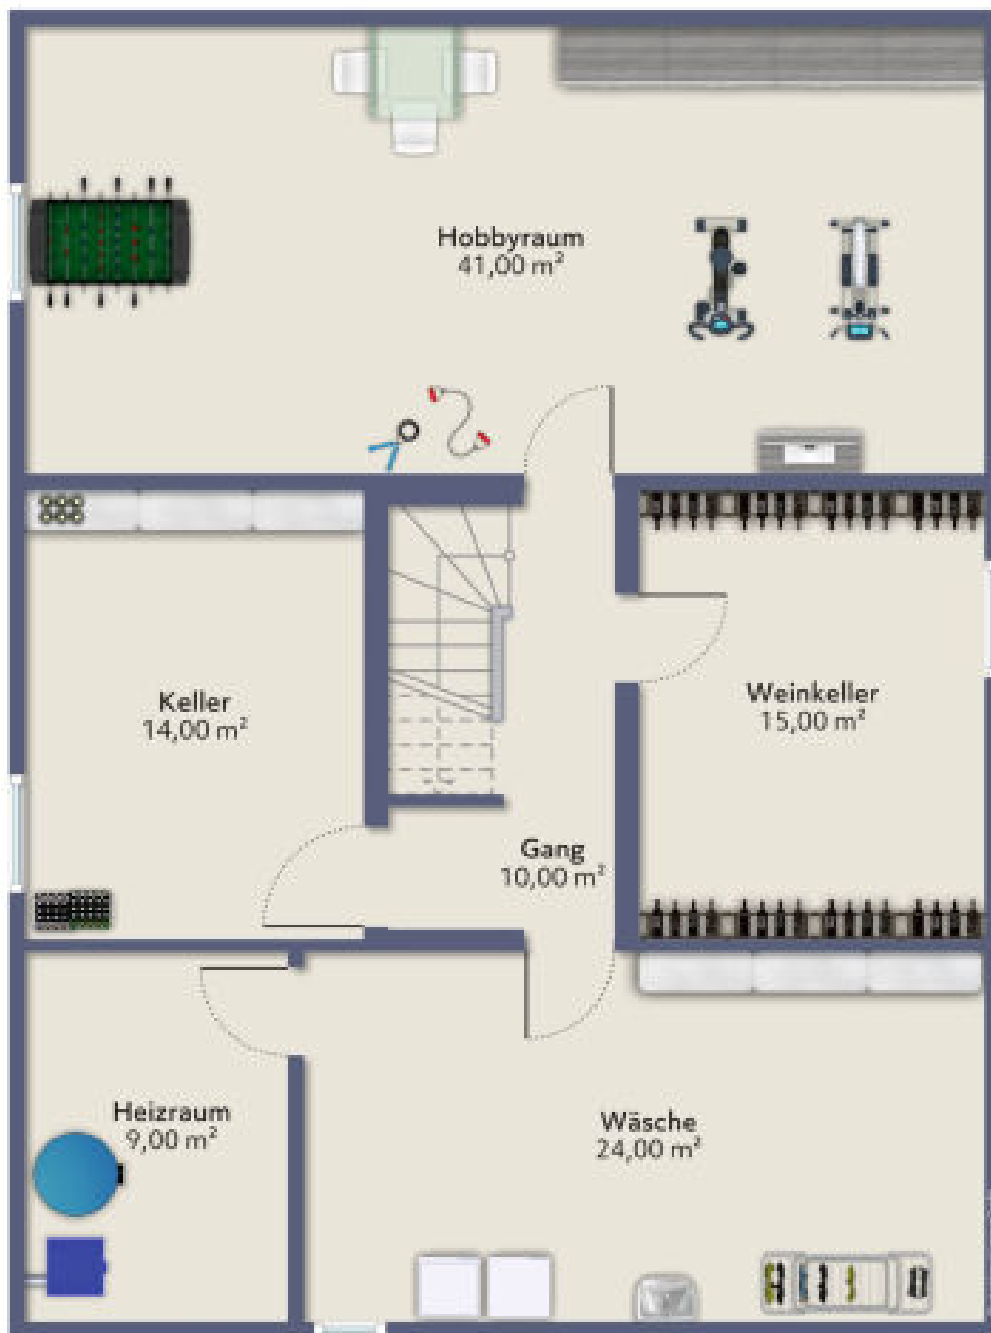 Hobbyraum
41,00 m²
Keller
14,00 m²
Weinkeller
15,00 m²
Gang
10,00 m²
Heizraum
9,00 m²
Wäsche
24,00 m²